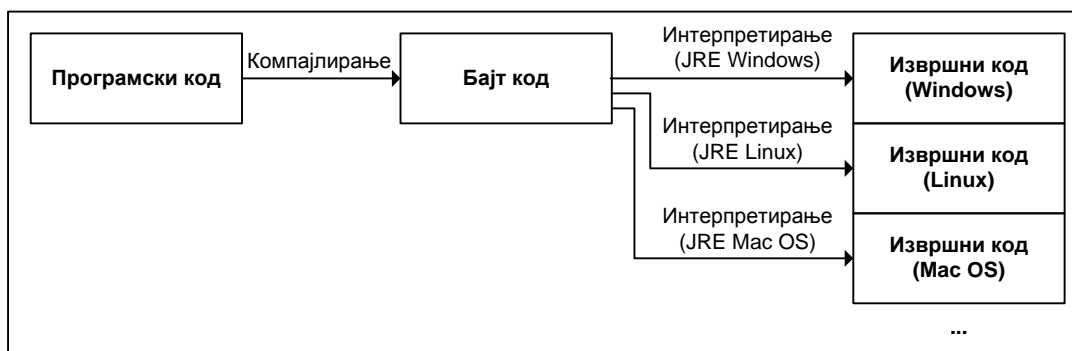 Програмски код
Компајлирање
Бајт код
Интерпретирање
(JRE Windows)
Извршни код
(Windows)
Интерпретирање
(JRE Linux)
Извршни код
(Linux)
Интерпретирање
(JRE Mac OS)
Извршни код
(Mac OS)
...